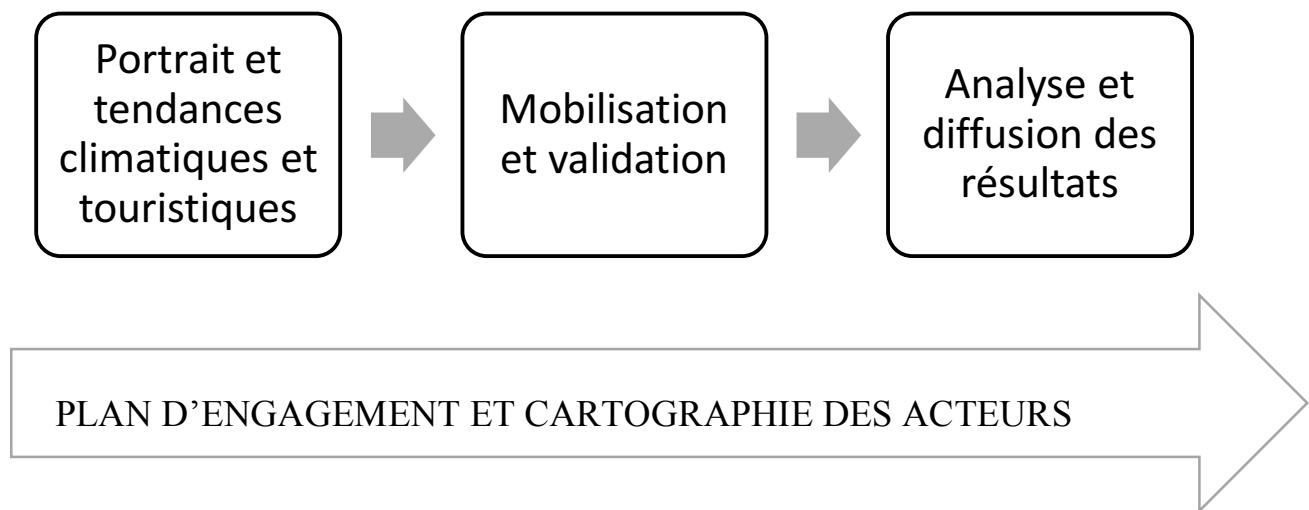 Portrait et
tendances
climatiques et
touristiques
Mobilisation
et validation
Analyse et
diffusion des
résultats
PLAN D’ENGAGEMENT ET CARTOGRAPHIE DES ACTEURS